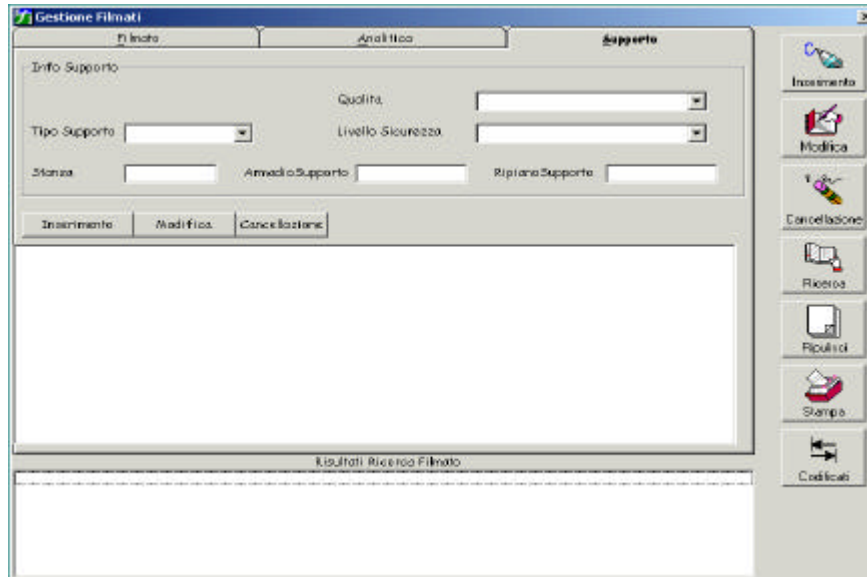 Gestione Filmati
Filmato Analitico Supporto
Info Supporto
Qualita
Tipo Supporto Livello Sicurezza
Stanza Armadio Supporto Ripiano Supporto
Inserimento Modifica Cancellazione
Risultati Ricerca Filmato
Inserimento
Modifica
Cancellazione
Ricerca
Ripulisci
Stampa
Codificati